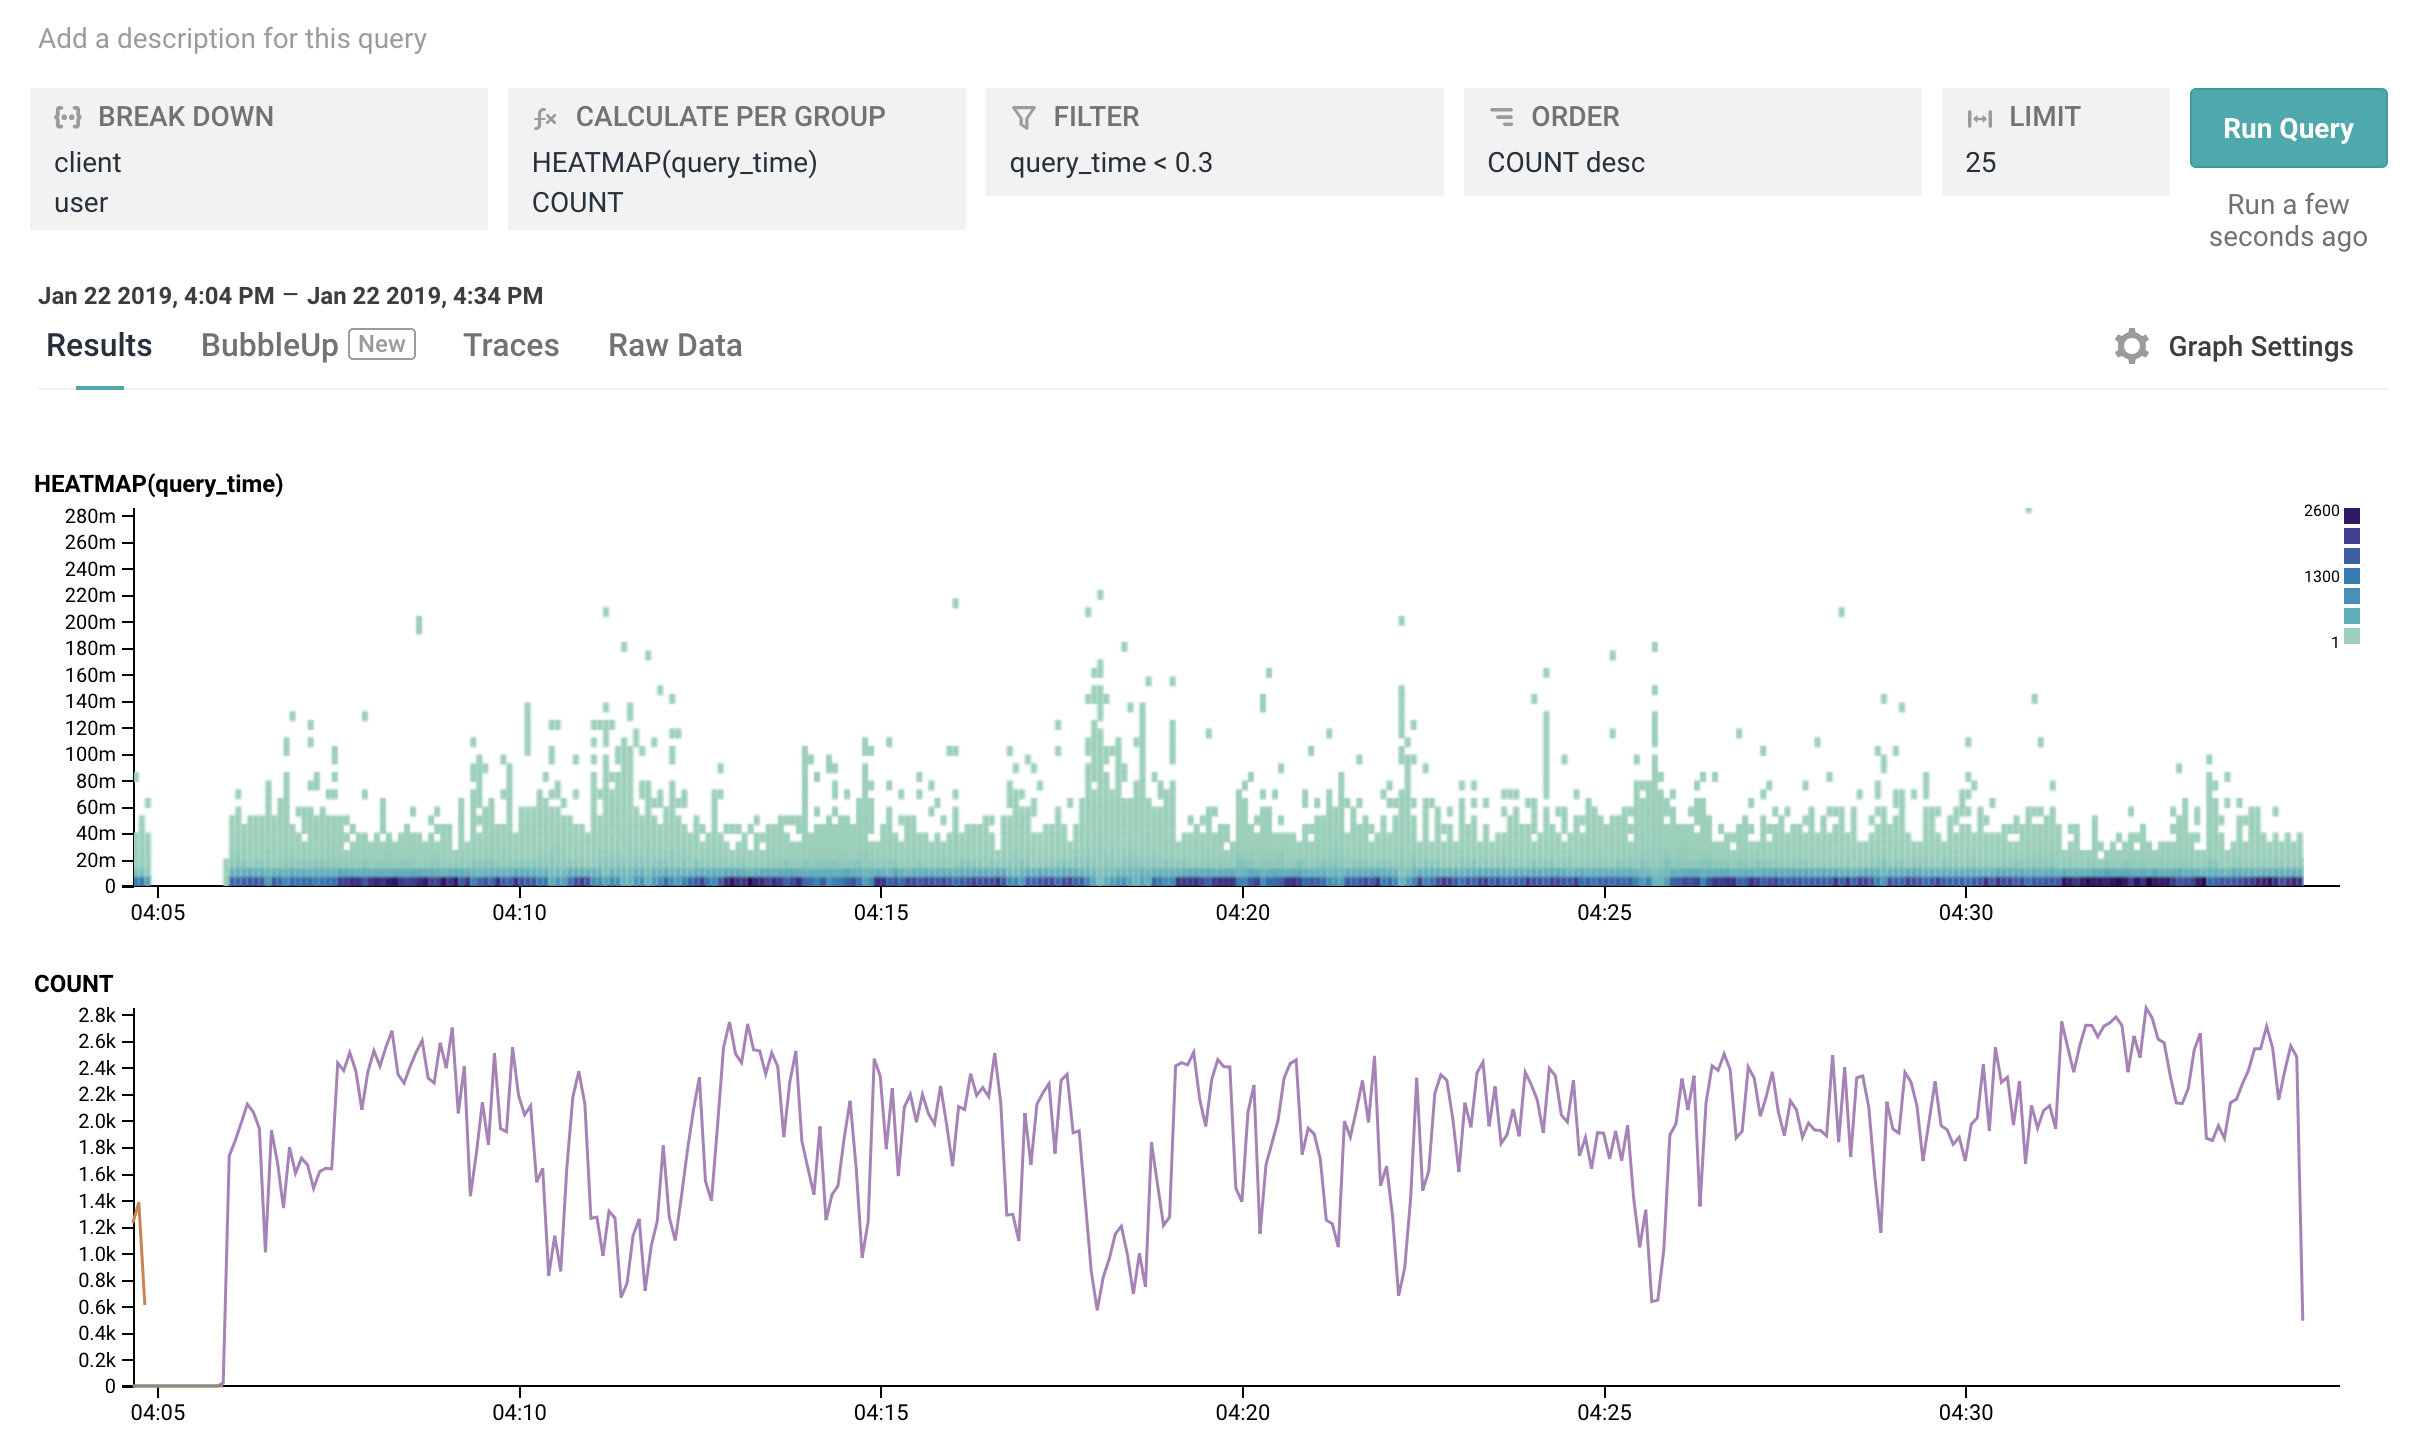 Add a description for this query
BREAK DOWN
client
user
CALCULATE PER GROUP
HEATMAP(query_time)
COUNT
FILTER
query_time < 0.3
ORDER
COUNT desc
LIMIT
25
Run Query
Run a few
seconds ago
Jan 22 2019, 4:04 PM – Jan 22 2019, 4:34 PM
Results BubbleUp New Traces Raw Data
Graph Settings
HEATMAP(query_time)
280m
260m
240m
220m
200m
180m
160m
140m
120m
100m
80m
60m
40m
20m
0
2600
1300
1
04:05 04:10 04:15 04:20 04:25 04:30
COUNT
2.8k
2.6k
2.4k
2.2k
2.0k
1.8k
1.6k
1.4k
1.2k
1.0k
0.8k
0.6k
0.4k
0.2k
0
04:05 04:10 04:15 04:20 04:25 04:30